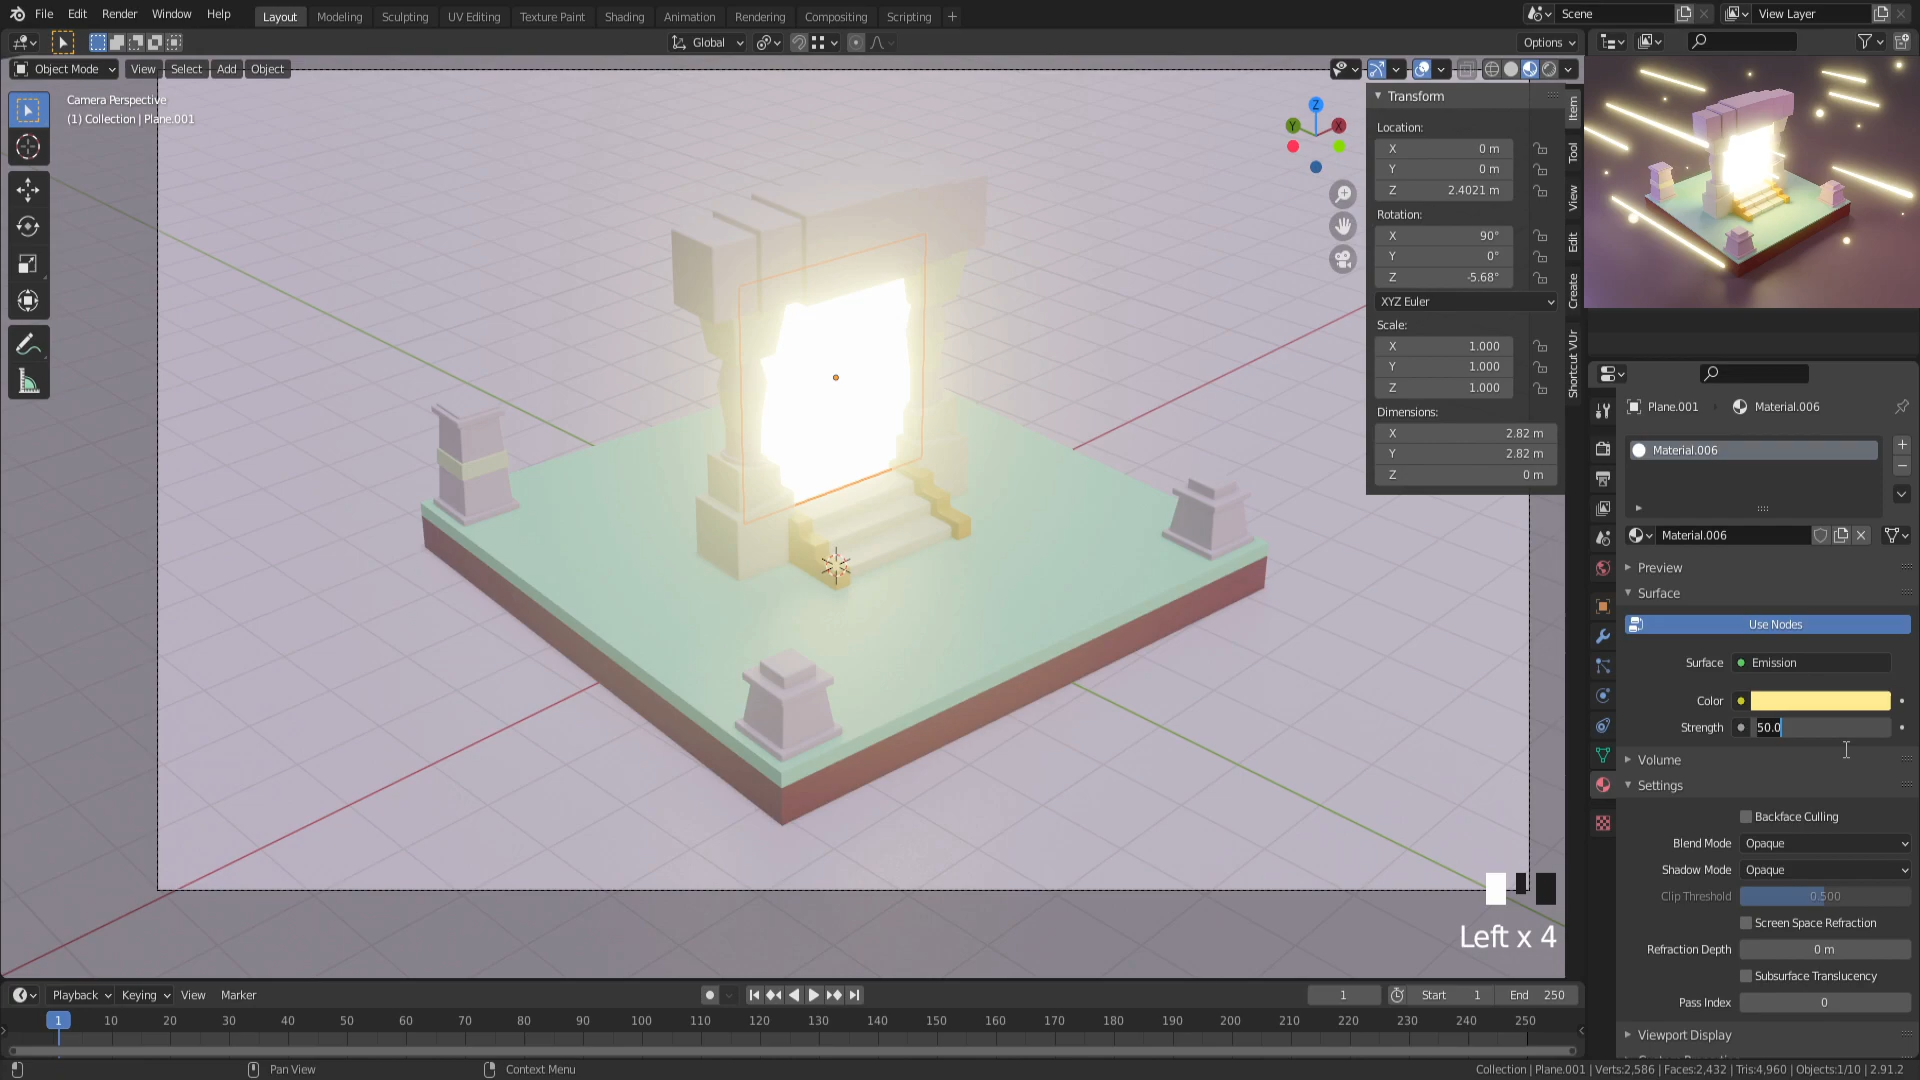 File Edit Render Window Help Layout Modeling Sculpting UV Editing Texture Paint Shading Animation Rendering Compositing Scripting + Scene View Layer
Global Options
Object Mode View Select Add Object
Camera Perspective
(1) Collection | Plane.001
Z
Y
X
Transform
Location:
X 0 m
Y 0 m
Z 2.4021 m
Rotation:
X 90°
Y 0°
Z -5.68°
XYZ Euler
Scale:
X 1.000
Y 1.000
Z 1.000
Dimensions:
X 2.82 m
Y 2.82 m
Z 0 m
Item
Tool
View
Edit
Create
Shortcut VUr
Plane.001 Material.006
Material.006
Material.006
Preview
Surface
Use Nodes
Surface Emission
Color
Strength 50.0
Volume
Settings
Backface Culling
Blend Mode Opaque
Shadow Mode Opaque
Clip Threshold 0.500
Screen Space Refraction
Refraction Depth 0 m
Subsurface Translucency
Pass Index 0
Viewport Display
Left x 4
Playback Keying View Marker 1 Start 1 End 250
1 10 20 30 40 50 60 70 80 90 100 110 120 130 140 150 160 170 180 190 200 210 220 230 240 250
Pan View Context Menu Collection | Plane.001 | Verts:2,586 | Faces:2,432 | Tris:4,960 | Objects:1/10 | 2.91.2